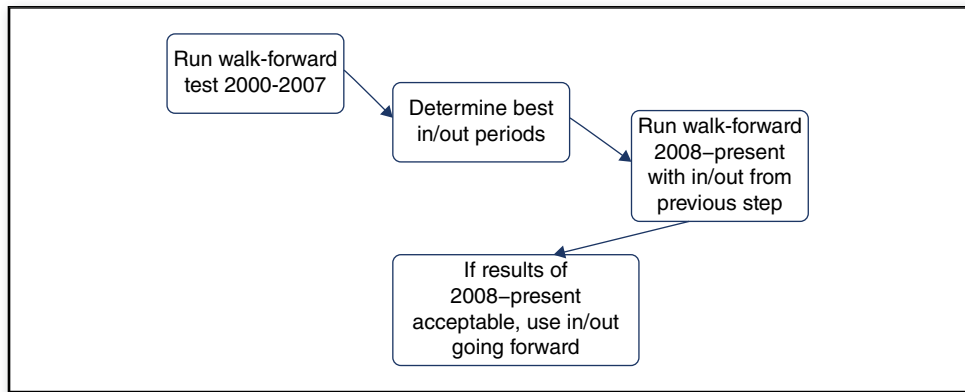 Run walk-forward
test 2000-2007
Determine best
in/out periods
Run walk-forward
2008–present
with in/out from
previous step
If results of
2008–present
acceptable, use in/out
going forward